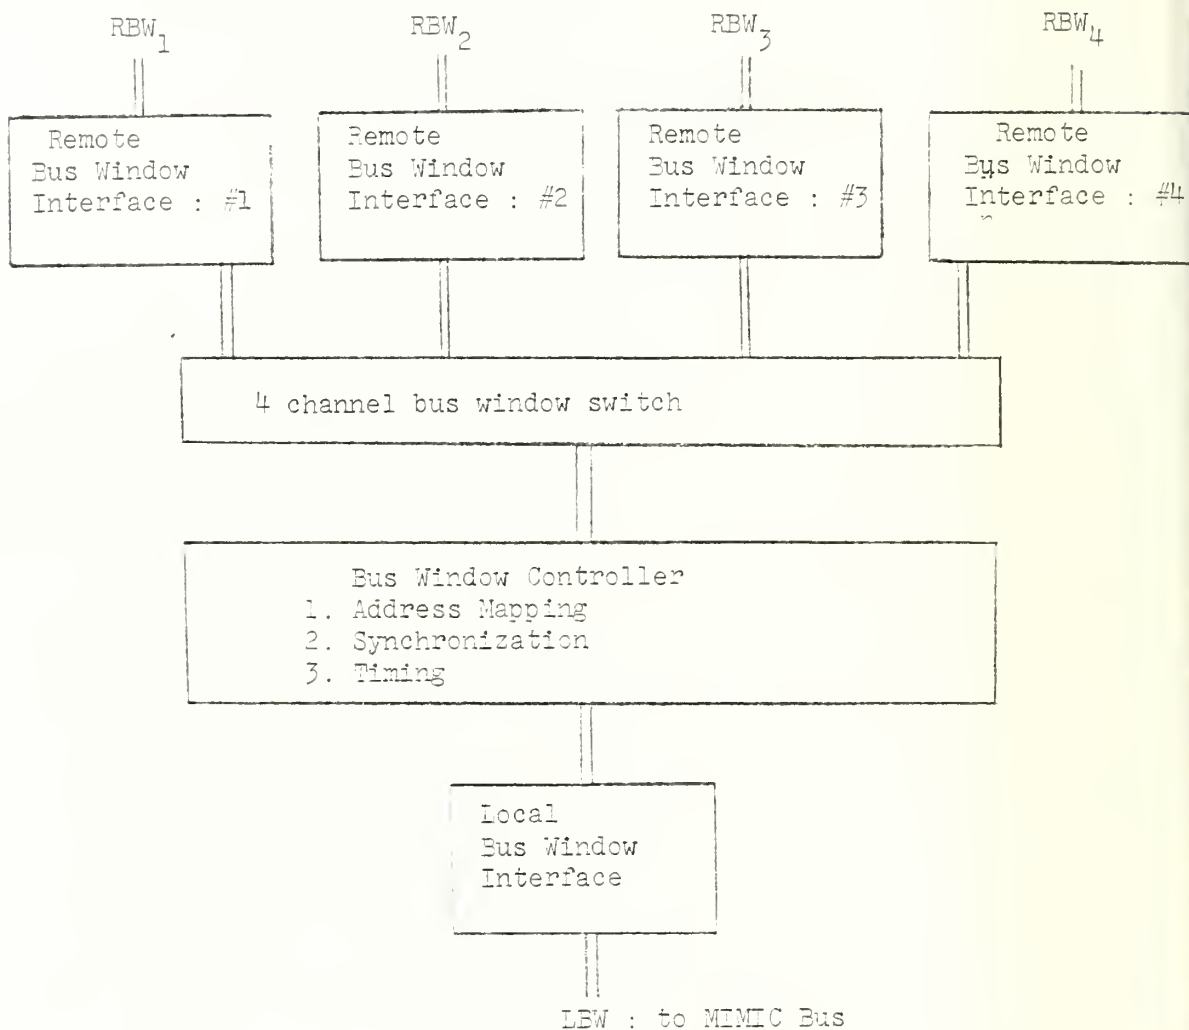 RBW1
RBW2
RBW3
RBW4
Remote
Bus Window
Interface : #1
Remote
Bus Window
Interface : #2
Remote
Bus Window
Interface : #3
Remote
Bus Window
Interface : #4
4 channel bus window switch
Bus Window Controller
1. Address Mapping
2. Synchronization
3. Timing
Local
Bus Window
Interface
LBW : to MIMIC Bus